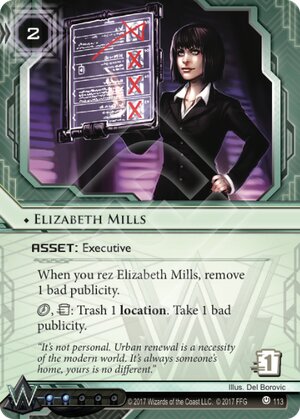 2
ELIZABETH MILLS
ASSET: Executive
When you rez Elizabeth Mills, remove
1 bad publicity.
, : Trash 1 location. Take 1 bad
publicity.
"It's not personal. Urban renewal is a necessity
of the modern world. It's always someone's
home, yours is no different."
1
Illus. Del Borovic
© 2017 Wizards of the Coast LLC. © 2017 FFG 113